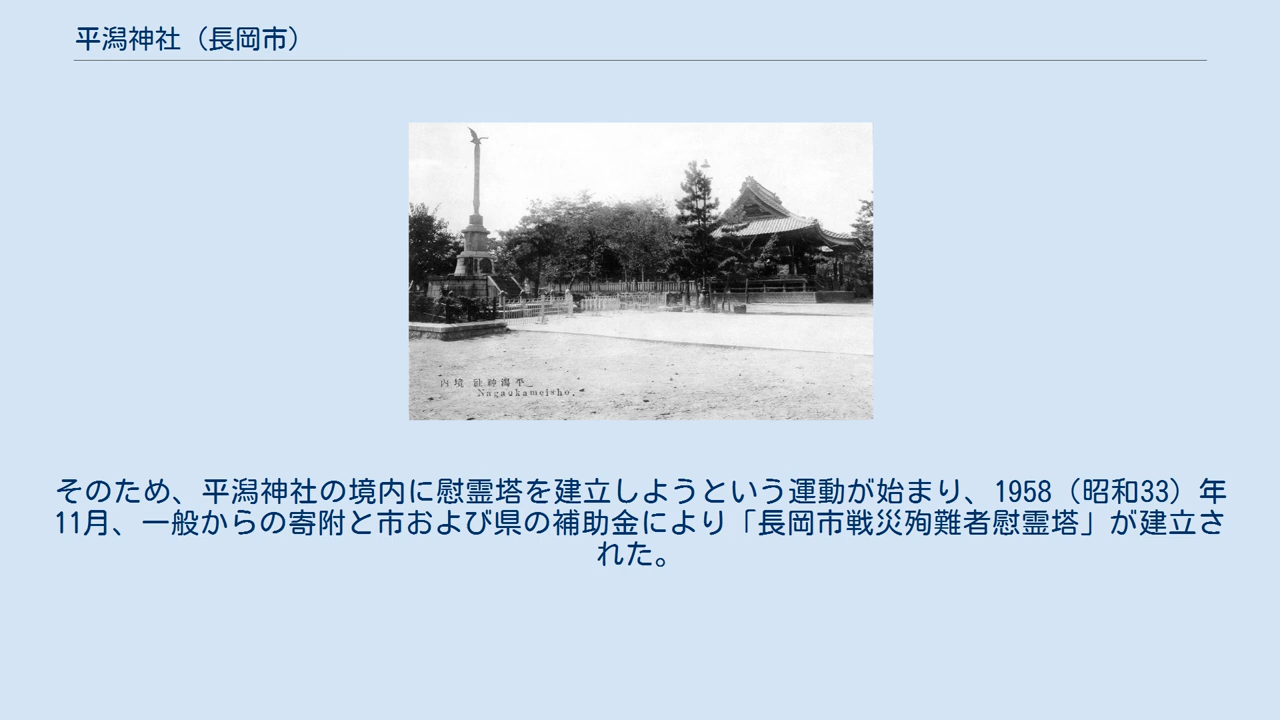 平潟神社（長岡市）
内境 社神潟平
Nagaokameisho.
そのため、平潟神社の境内に慰霊塔を建立しようという運動が始まり、1958（昭和33）年
11月、一般からの寄附と市および県の補助金により「長岡市戦災殉難者慰霊塔」が建立さ
れた。